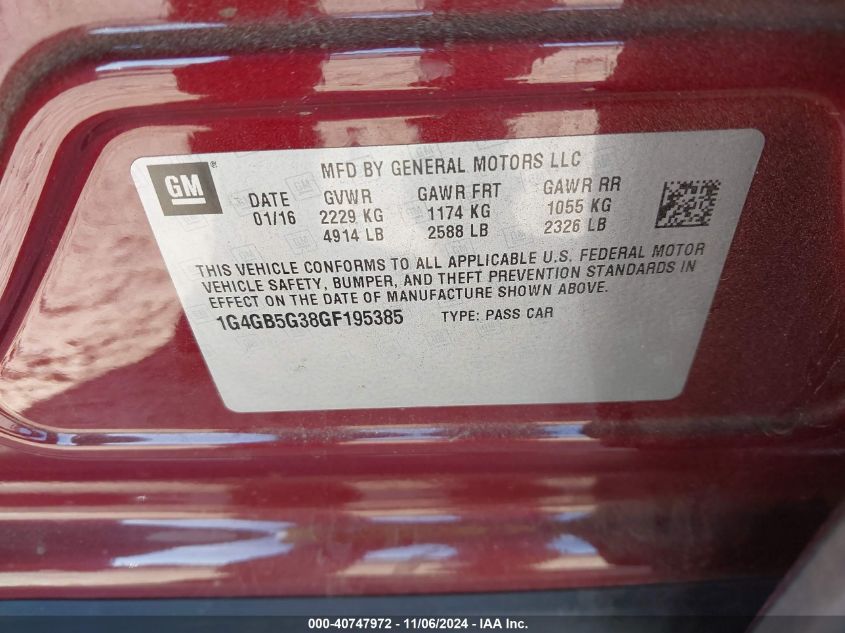 GM ®
MFD BY GENERAL MOTORS LLC
DATE GVWR GAWR FRT GAWR RR
01/16 2229 KG 1174 KG 1055 KG
4914 LB 2588 LB 2326 LB
THIS VEHICLE CONFORMS TO ALL APPLICABLE U.S. FEDERAL MOTOR
VEHICLE SAFETY, BUMPER, AND THEFT PREVENTION STANDARDS IN
EFFECT ON THE DATE OF MANUFACTURE SHOWN ABOVE.
1G4GB5G38GF195385 TYPE: PASS CAR
000-40747972 - 11/06/2024 - IAA Inc.